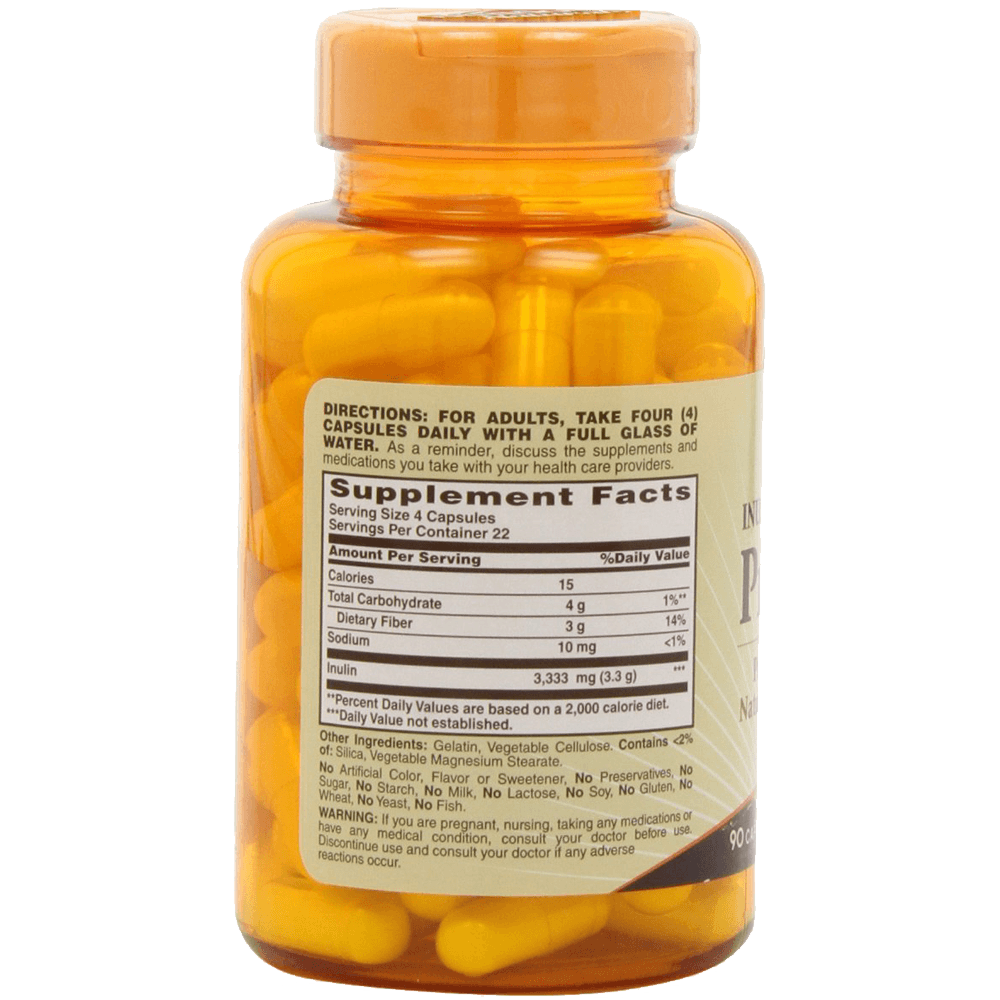 DIRECTIONS: FOR ADULTS, TAKE FOUR (4)
CAPSULES DAILY WITH A FULL GLASS OF
WATER. As a reminder, discuss the supplements and
medications you take with your health care providers.
Supplement Facts
Serving Size 4 Capsules
Servings Per Container 22
Amount Per Serving %Daily Value
Calories 15
Total Carbohydrate 4 g 1%**
Dietary Fiber 3 g 14%
Sodium 10 mg <1%
Inulin 3,333 mg (3.3 g) ***
**Percent Daily Values are based on a 2,000 calorie diet.
***Daily Value not established.
Other Ingredients: Gelatin, Vegetable Cellulose. Contains <2%
of: Silica, Vegetable Magnesium Stearate.
No Artificial Color, Flavor or Sweetener, No Preservatives, No
Sugar, No Starch, No Milk, No Lactose, No Soy, No Gluten, No
Wheat, No Yeast, No Fish.
WARNING: If you are pregnant, nursing, taking any medications or
have any medical condition, consult your doctor before use.
Discontinue use and consult your doctor if any adverse
reactions occur.
INU
P
Nat
90 CA